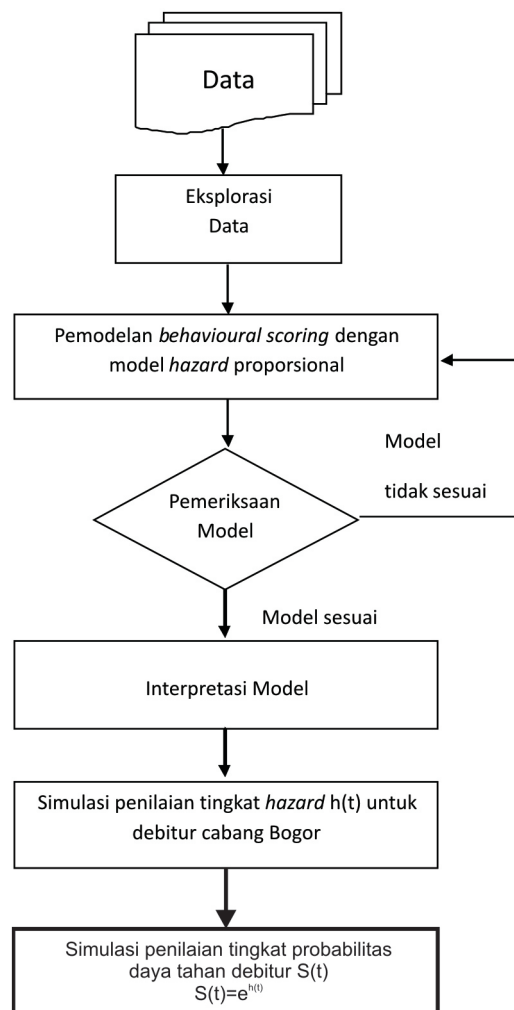 Data
Eksplorasi
Data
Pemodelan behavioural scoring dengan
model hazard proporsional
Model
tidak sesuai
Pemeriksaan
Model
Model sesuai
Interpretasi Model
Simulasi penilaian tingkat hazard h(t) untuk
debitur cabang Bogor
Simulasi penilaian tingkat probabilitas
daya tahan debitur S(t)
S(t)=e^h(t)